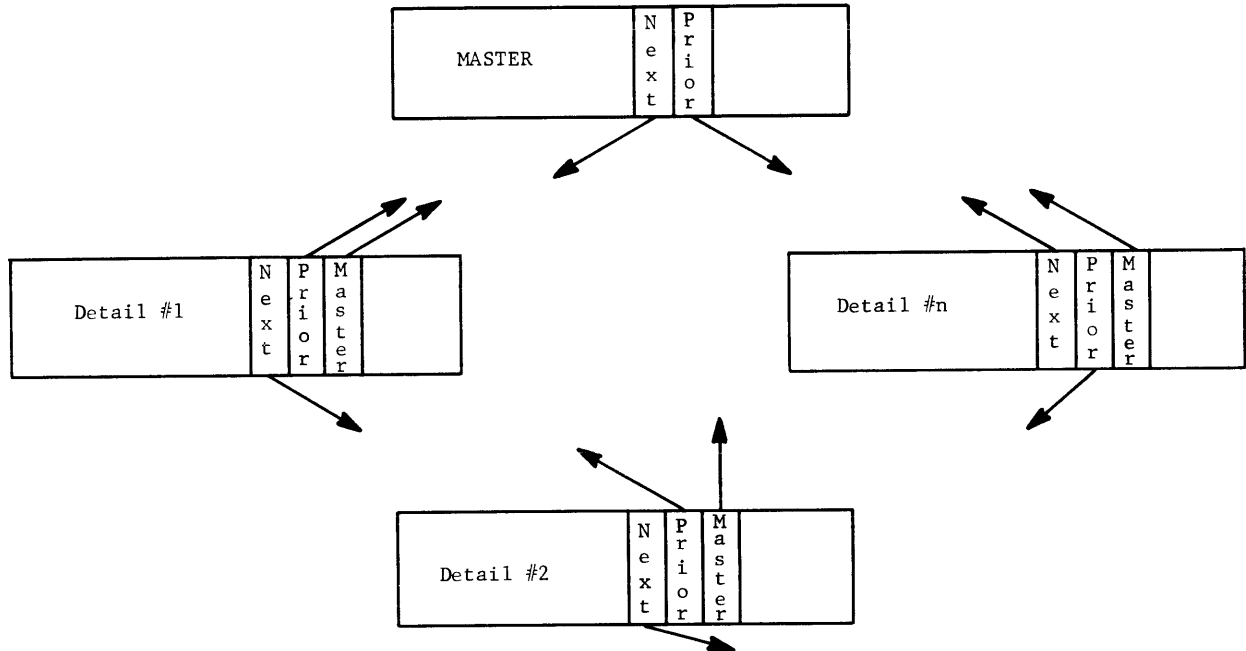 MASTER
Next
Prior
Detail #1
Next
Prior
Master
Detail #n
Next
Prior
Master
Detail #2
Next
Prior
Master